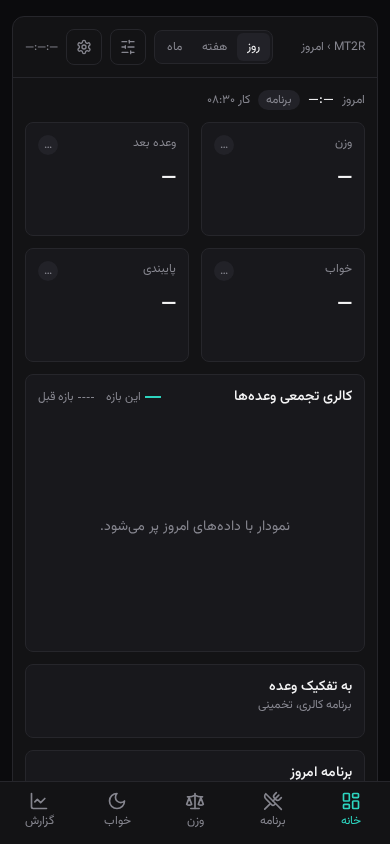 MT2R › امروز
روز هفته ماه
—:—:—
امروز —:— برنامه کار ۰۸:۳۰
وزن ...
—
وعده بعد ...
—
خواب ...
—
پایبندی ...
—
کالری تجمعی وعده‌ها
این بازه ---- بازه قبل
نمودار با داده‌های امروز پر می‌شود.
به تفکیک وعده
برنامه کالری، تخمینی
برنامه امروز
خانه برنامه وزن خواب گزارش